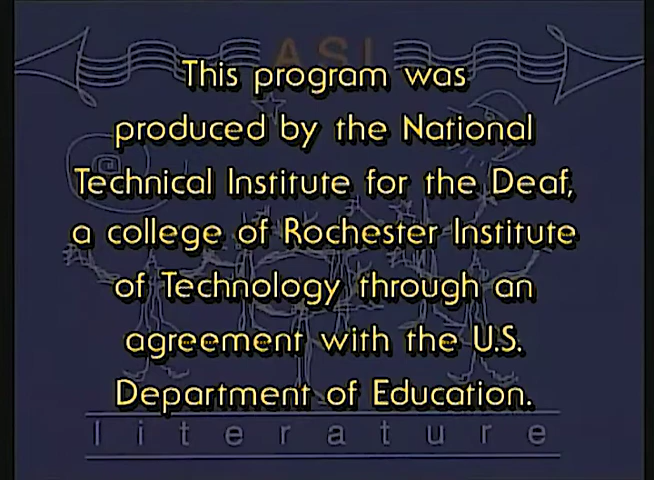 ASL
This program was
produced by the National
Technical Institute for the Deaf,
a college of Rochester Institute
of Technology through an
agreement with the U.S.
Department of Education.
literature